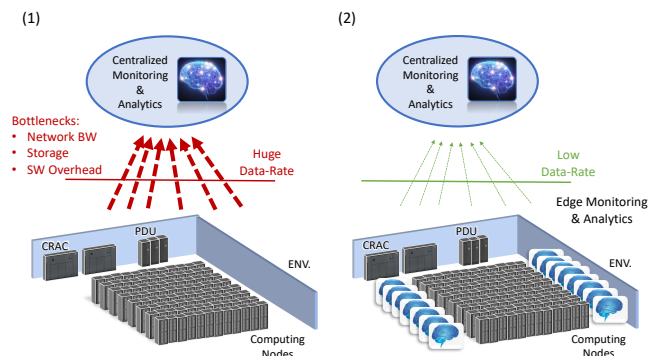 (1)
Centralized
Monitoring
&
Analytics
Bottlenecks:
• Network BW
• Storage
• SW Overhead
Huge
Data-Rate
CRAC
PDU
ENV.
Computing
Nodes
(2)
Centralized
Monitoring
&
Analytics
Low
Data-Rate
Edge Monitoring
& Analytics
CRAC
PDU
ENV.
Computing
Nodes